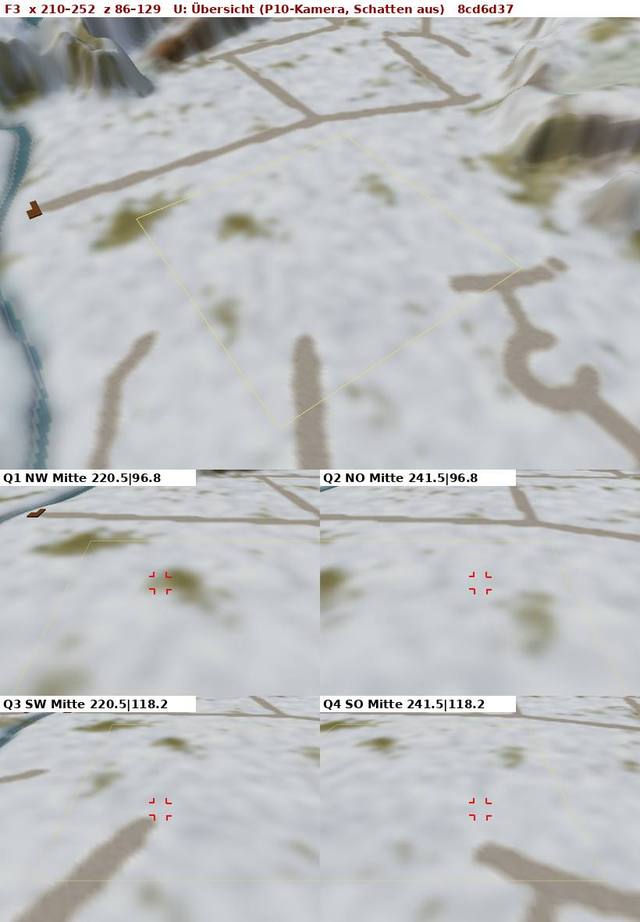 F3 x 210–252 z 86–129 U: Übersicht (P10-Kamera, Schatten aus) 8cd6d37
Q1 NW Mitte 220.5|96.8
Q2 NO Mitte 241.5|96.8
Q3 SW Mitte 220.5|118.2
Q4 SO Mitte 241.5|118.2